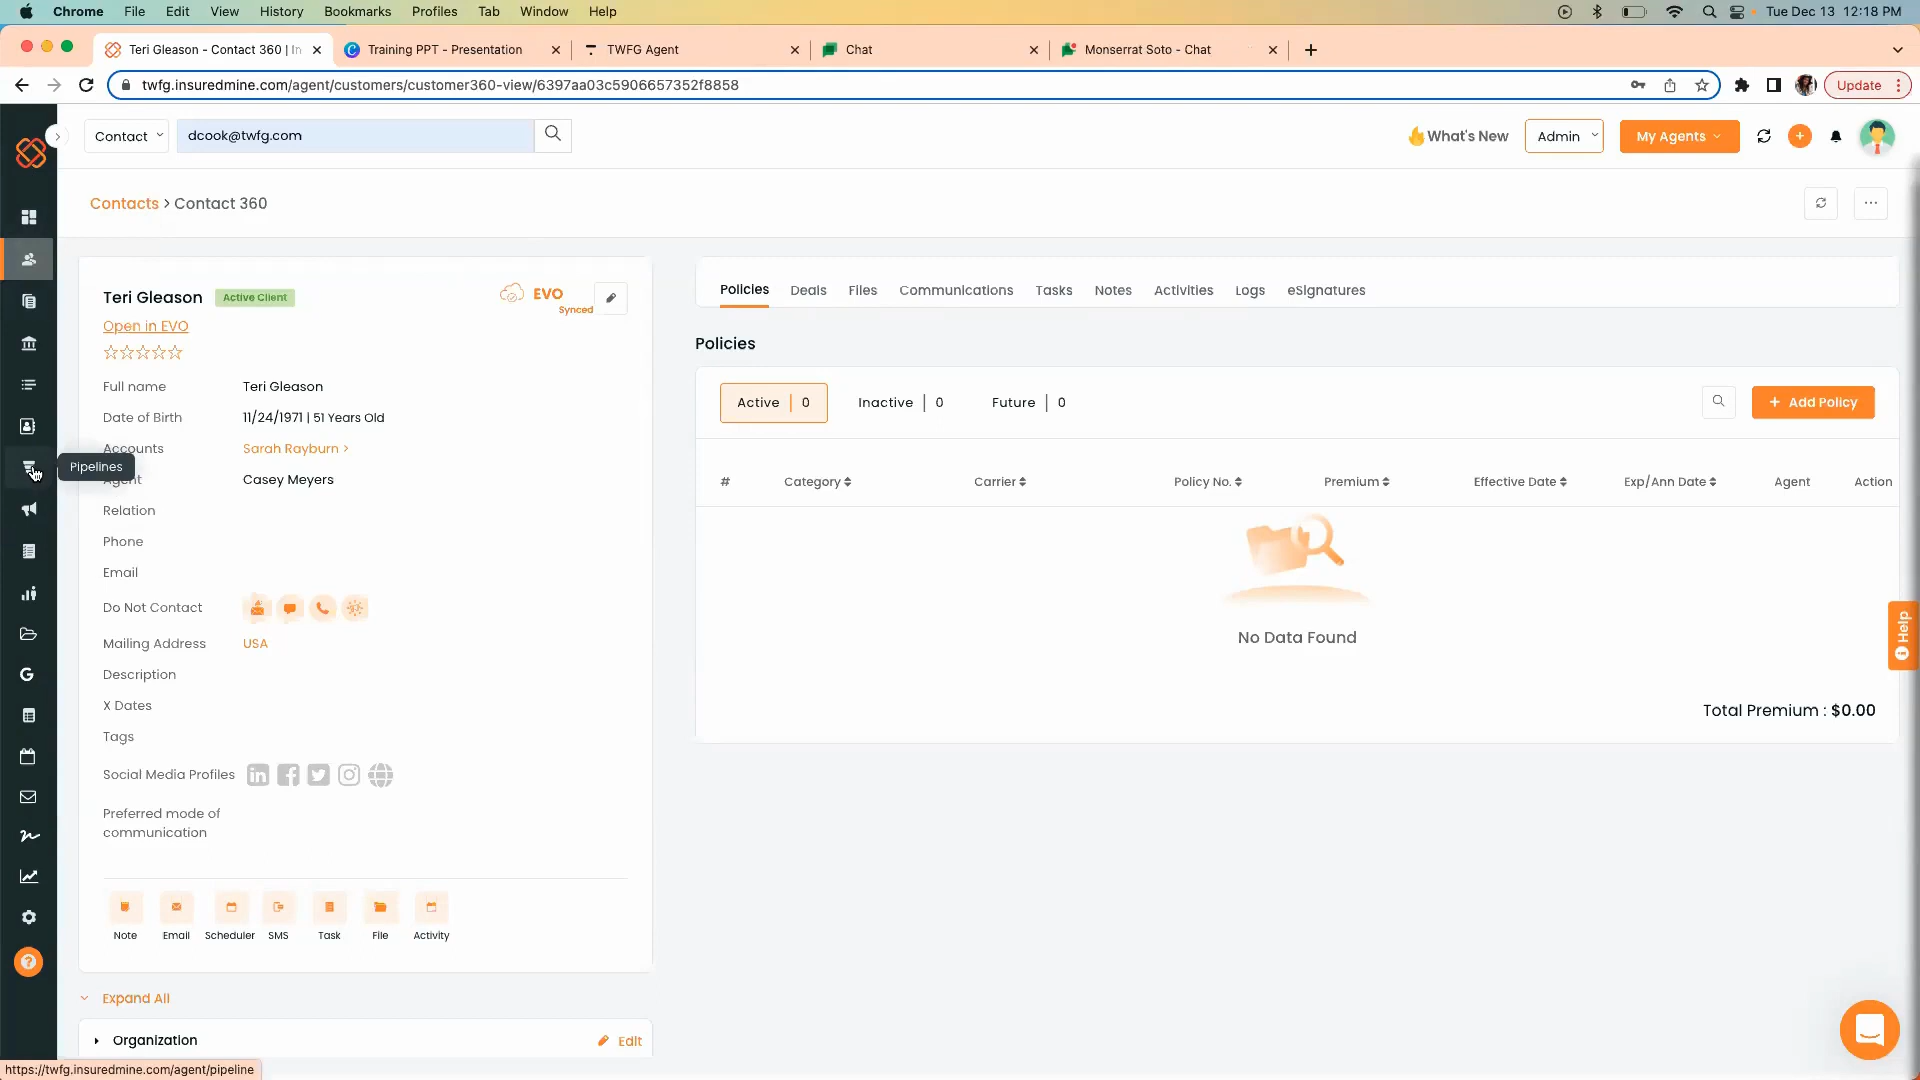 Chrome File Edit View History Bookmarks Profiles Tab Window Help Tue Dec 13 12:18 PM
Teri Gleason - Contact 360 | In Training PPT - Presentation TWFG Agent Chat Monserrat Soto - Chat
twfg.insuredmine.com/agent/customers/customer360-view/6397aa03c5906657352f8858 Update
Contact dcook@twfg.com What's New Admin My Agents
Contacts > Contact 360
Teri Gleason Active Client EVO
Synced
Open in EVO
Full name Teri Gleason
Date of Birth 11/24/1971 | 51 Years Old
Accounts Sarah Rayburn >
Pipelines
Agent Casey Meyers
Relation
Phone
Email
Do Not Contact
Mailing Address USA
Description
X Dates
Tags
Social Media Profiles
Preferred mode of
communication
Note Email Scheduler SMS Task File Activity
Expand All
Organization Edit
Policies Deals Files Communications Tasks Notes Activities Logs eSignatures
Policies
Active | 0 Inactive | 0 Future | 0 + Add Policy
# Category Carrier Policy No. Premium Effective Date Exp/Ann Date Agent Action
No Data Found
Total Premium : $0.00
Help
https://twfg.insuredmine.com/agent/pipeline